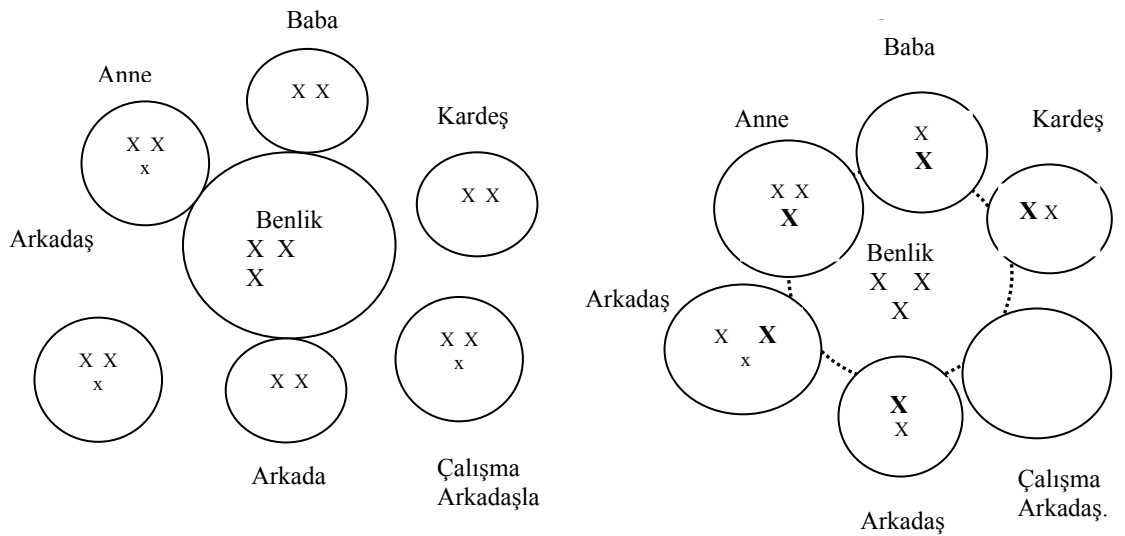 Baba
X X
Anne
X X
x
Kardeş
X X
Benlik
X X
X
Arkadaş
X X
x
X X
Arkada
X X
x
Çalışma
Arkadaşla
Baba
X
X
Anne
X X
X
Kardeş
X X
Benlik
X X
X
Arkadaş
X X
x
X
X
Arkadaş
Çalışma
Arkadaş.